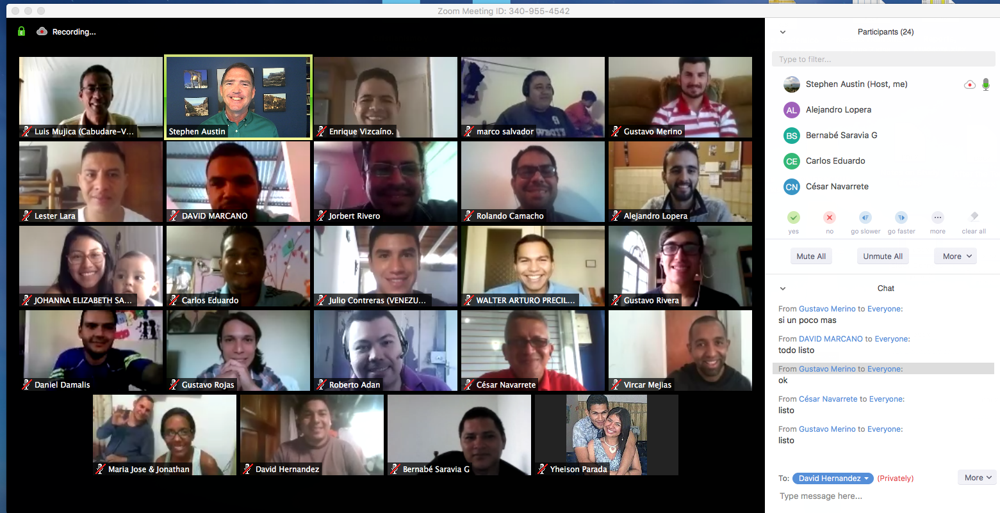 Zoom Meeting ID: 340-955-4542
Recording...
Luis Mujica (Cabudare-V...
Stephen Austin
Enrique Vizcaíno.
marco salvador
Gustavo Merino
Lester Lara
DAVID MARCANO
Jorbert Rivero
Rolando Camacho
Alejandro Lopera
JOHANNA ELIZABETH SA...
Carlos Eduardo
Julio Contreras (VENEZU...
WALTER ARTURO PRECIL...
Gustavo Rivera
Daniel Damalis
Gustavo Rojas
Roberto Adan
César Navarrete
Vircar Mejias
Maria Jose & Jonathan
David Hernandez
Bernabé Saravia G
Yheison Parada
Participants (24)
Type to filter...
Stephen Austin (Host, me)
AL Alejandro Lopera
BS Bernabé Saravia G
CE Carlos Eduardo
CN César Navarrete
yes no go slower go faster more clear all
Mute All Unmute All More
Chat
From Gustavo Merino to Everyone:
si un poco mas
From DAVID MARCANO to Everyone:
todo listo
From Gustavo Merino to Everyone:
ok
From César Navarrete to Everyone:
listo
From Gustavo Merino to Everyone:
listo
To: David Hernandez (Privately) More
Type message here...